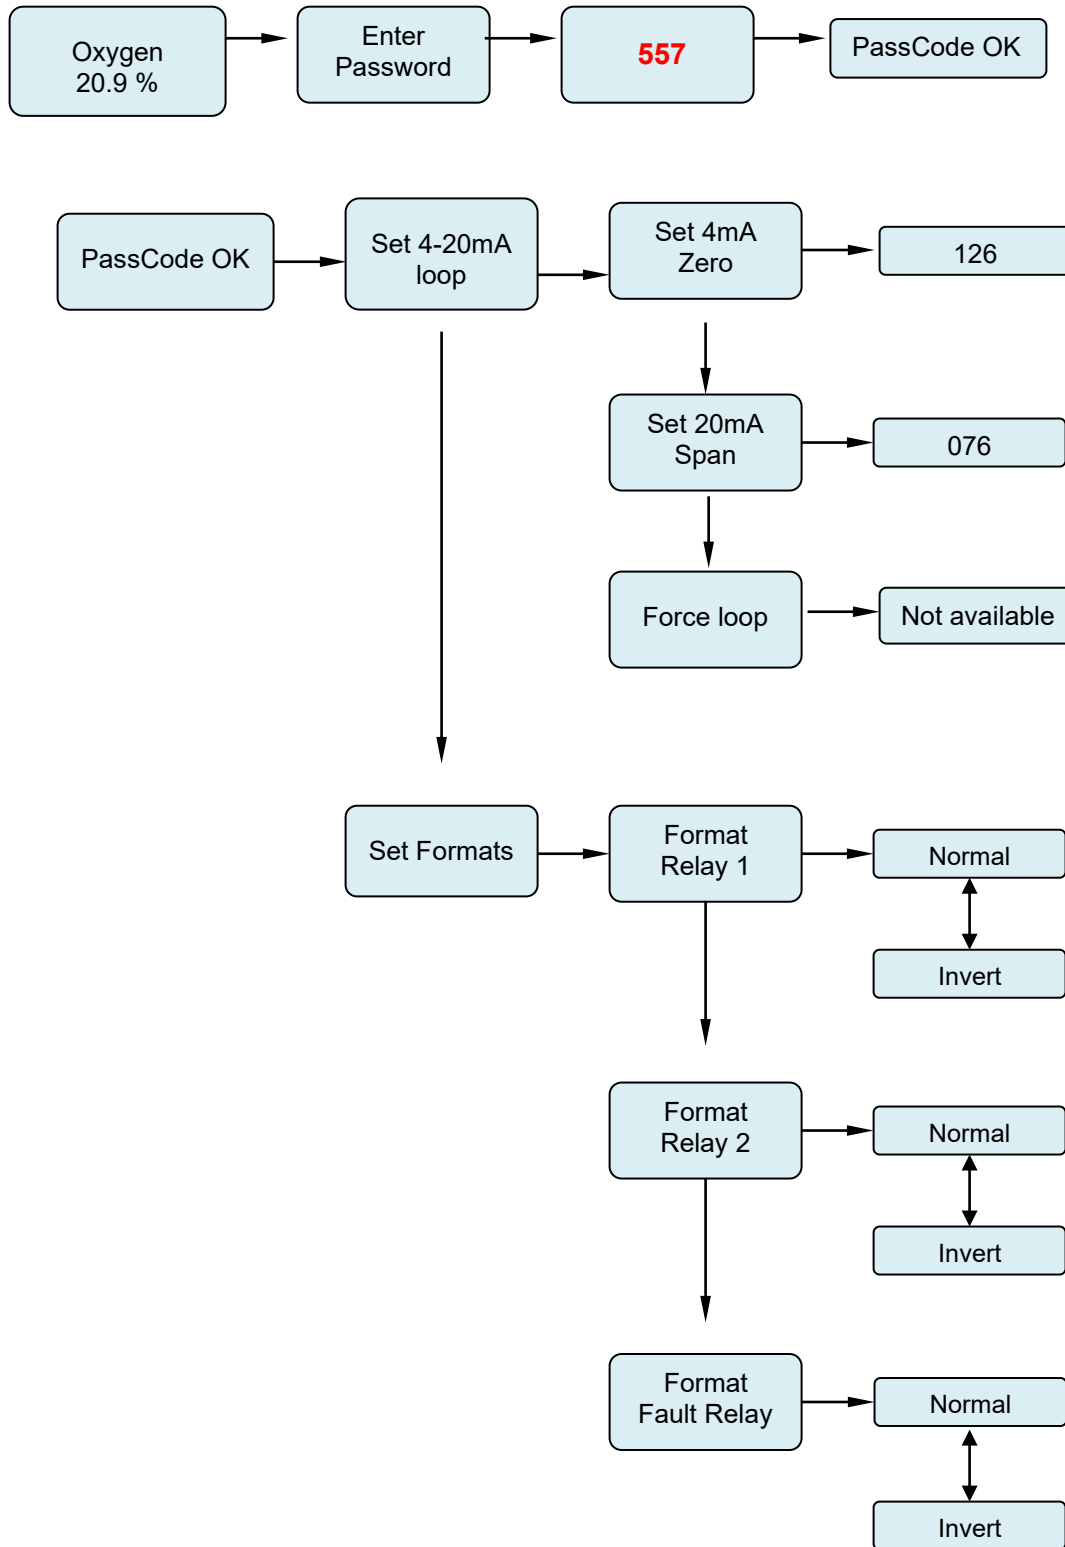 Oxygen
20.9 %
Enter
Password
557
PassCode OK
PassCode OK
Set 4-20mA
loop
Set 4mA
Zero
126
Set 20mA
Span
076
Force loop
Not available
Set Formats
Format
Relay 1
Normal
Invert
Format
Relay 2
Normal
Invert
Format
Fault Relay
Normal
Invert